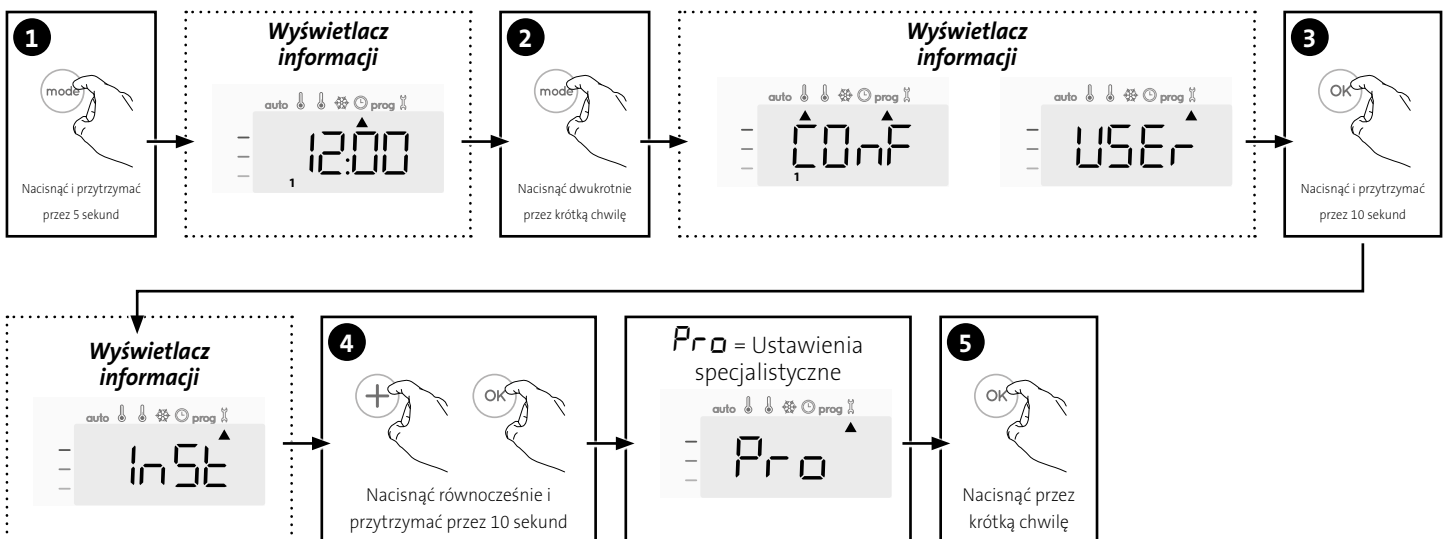 1
mode
Nacisnąć i przytrzymać
przez 5 sekund
Wyświetlacz
informacji
auto prog
12:00
1
2
mode
Nacisnąć dwukrotnie
przez krótką chwilę
Wyświetlacz
informacji
auto prog
COnF
1
auto prog
USEr
3
OK
Nacisnąć i przytrzymać
przez 10 sekund
Wyświetlacz
informacji
auto prog
InSt
4
OK
Nacisnąć równocześnie i
przytrzymać przez 10 sekund
Pro = Ustawienia
specjalistyczne
auto prog
Pro
5
OK
Nacisnąć przez
krótką chwilę